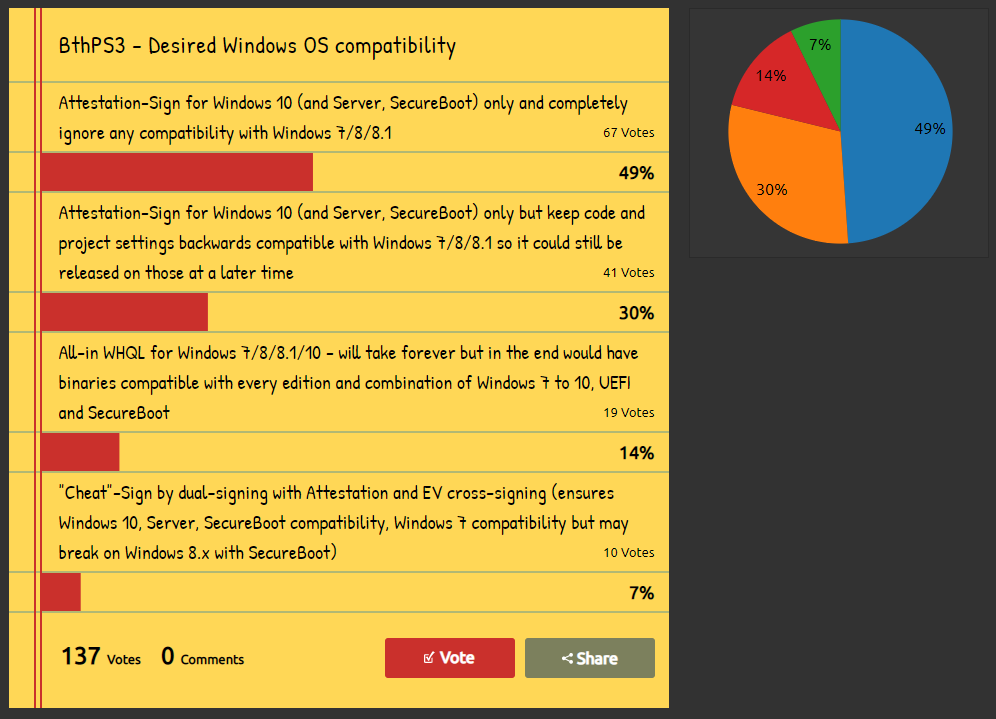 BthPS3 - Desired Windows OS compatibility
Attestation-Sign for Windows 10 (and Server, SecureBoot) only and completely
ignore any compatibility with Windows 7/8/8.1
67 Votes
49%
Attestation-Sign for Windows 10 (and Server, SecureBoot) only but keep code and
project settings backwards compatible with Windows 7/8/8.1 so it could still be
released on those at a later time
41 Votes
30%
All-in WHQL for Windows 7/8/8.1/10 - will take forever but in the end would have
binaries compatible with every edition and combination of Windows 7 to 10, UEFI
and SecureBoot
19 Votes
14%
"Cheat"-Sign by dual-signing with Attestation and EV cross-signing (ensures
Windows 10, Server, SecureBoot compatibility, Windows 7 compatibility but may
break on Windows 8.x with SecureBoot)
10 Votes
7%
137 Votes 0 Comments
Vote
Share
7%
14%
49%
30%